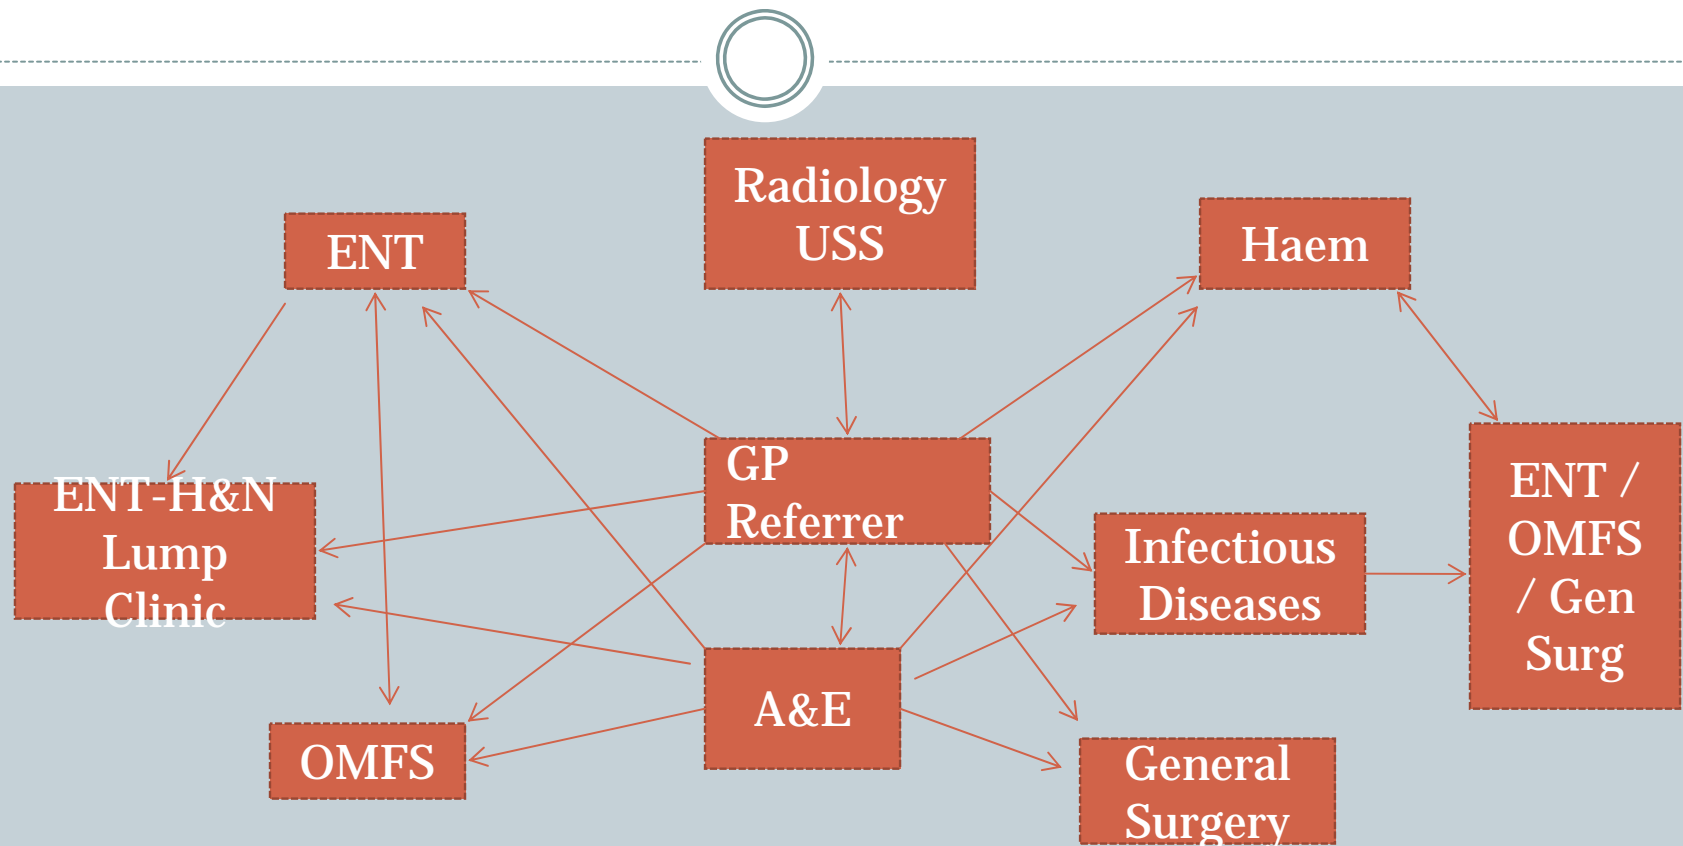 Radiology
USS
ENT
Haem
GP
Referrer
ENT-H&N
Lump
Clinic
Infectious
Diseases
ENT /
OMFS
/ Gen
Surg
A&E
OMFS
General
Surgery